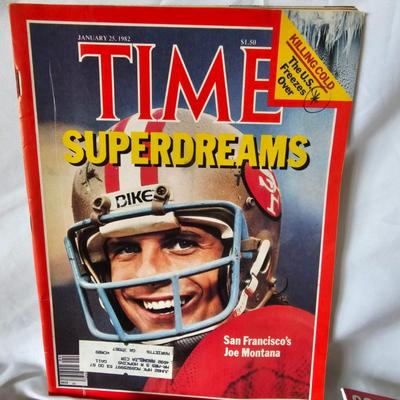 JANUARY 25, 1982
$1.50
KILLING COLD
The U.S.
Freezes
Over
TIME
SUPERDREAMS
BIKE
San Francisco's
Joe Montana